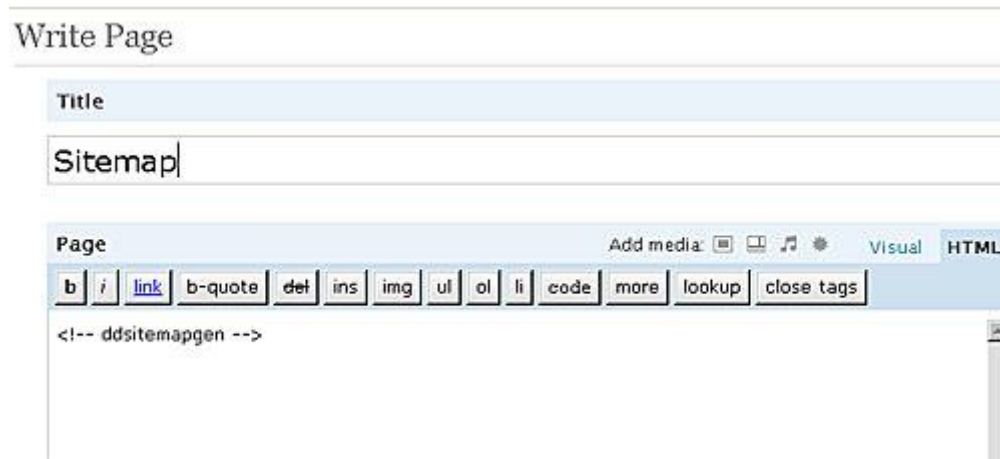 Write Page
Title
Sitemap
Page Add media: Visual HTML
b i link b-quote del ins img ul ol li code more lookup close tags
<!-- ddsitemapgen -->